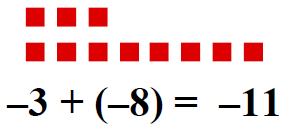 –3 + (–8) = –11